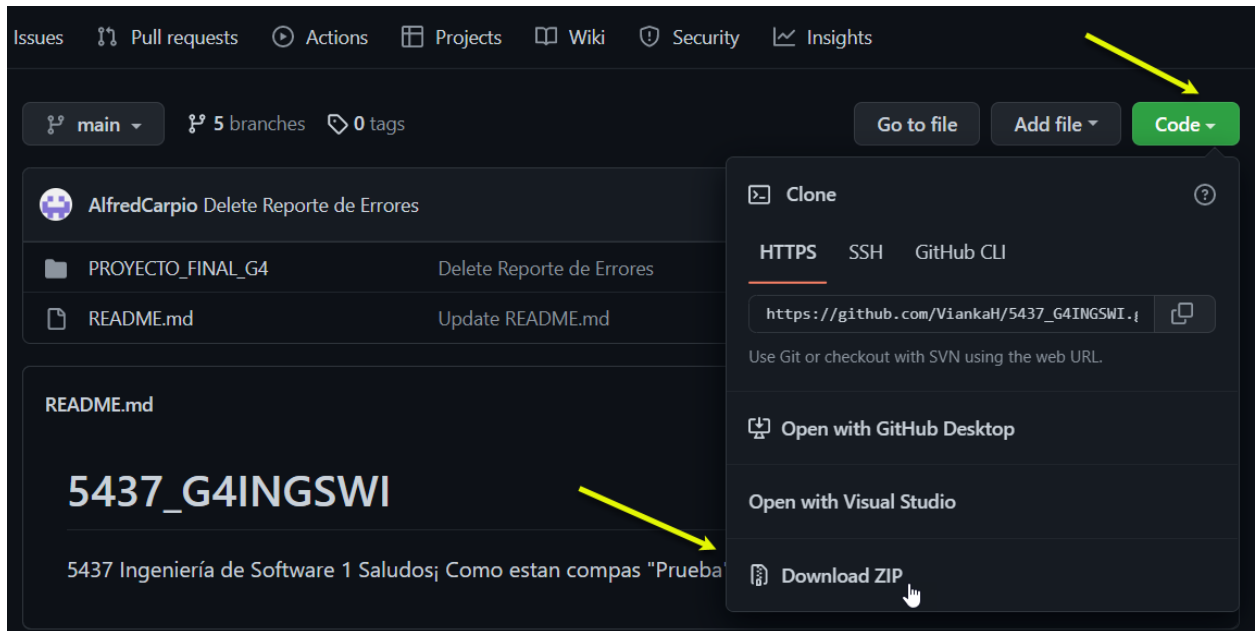 Issues Pull requests Actions Projects Wiki Security Insights
main 5 branches 0 tags Go to file Add file Code
AlfredCarpio Delete Reporte de Errores
PROYECTO_FINAL_G4 Delete Reporte de Errores
README.md Update README.md
README.md
5437_G4INGSWI
5437 Ingeniería de Software 1 Saludos¡ Como estan compas "Prueba"
Clone
HTTPS SSH GitHub CLI
https://github.com/ViankaH/5437_G4INGSWI.g
Use Git or checkout with SVN using the web URL.
Open with GitHub Desktop
Open with Visual Studio
Download ZIP